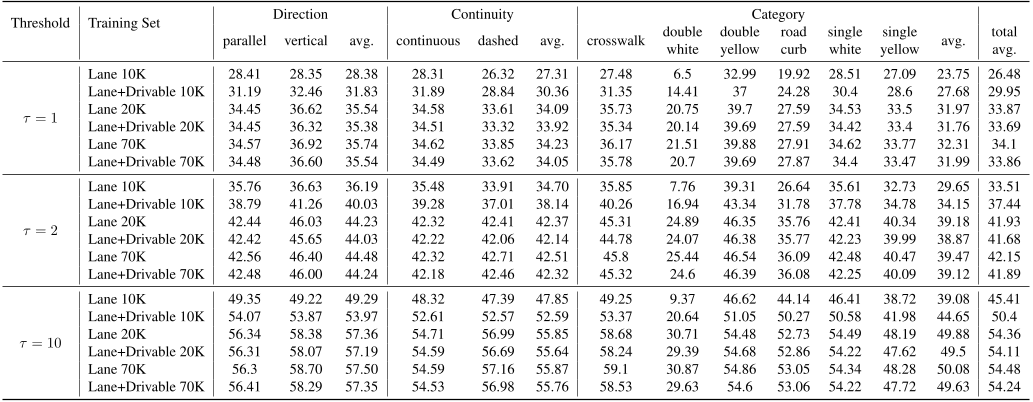 Threshold Training Set Direction Continuity Category total avg.
parallel vertical avg. continuous dashed avg. crosswalk double white double yellow road curb single white single yellow avg.
τ = 1
Lane 10K 28.41 28.35 28.38 28.31 26.32 27.31 27.48 6.5 32.99 19.92 28.51 27.09 23.75 26.48
Lane+Drivable 10K 31.19 32.46 31.83 31.89 28.84 30.36 31.35 14.41 37 24.28 30.4 28.6 27.68 29.95
Lane 20K 34.45 36.62 35.54 34.58 33.61 34.09 35.73 20.75 39.7 27.59 34.53 33.5 31.97 33.87
Lane+Drivable 20K 34.45 36.32 35.38 34.51 33.32 33.92 35.34 20.14 39.69 27.59 34.42 33.4 31.76 33.69
Lane 70K 34.57 36.92 35.74 34.62 33.85 34.23 36.17 21.51 39.88 27.91 34.62 33.77 32.31 34.1
Lane+Drivable 70K 34.48 36.60 35.54 34.49 33.62 34.05 35.78 20.7 39.69 27.87 34.4 33.47 31.99 33.86
τ = 2
Lane 10K 35.76 36.63 36.19 35.48 33.91 34.70 35.85 7.76 39.31 26.64 35.61 32.73 29.65 33.51
Lane+Drivable 10K 38.79 41.26 40.03 39.28 37.01 38.14 40.26 16.94 43.34 31.78 37.78 34.78 34.15 37.44
Lane 20K 42.44 46.03 44.23 42.32 42.41 42.37 45.31 24.89 46.35 35.76 42.41 40.34 39.18 41.93
Lane+Drivable 20K 42.42 45.65 44.03 42.22 42.06 42.14 44.78 24.07 46.38 35.77 42.23 39.99 38.87 41.68
Lane 70K 42.56 46.40 44.48 42.32 42.71 42.51 45.8 25.44 46.54 36.09 42.48 40.47 39.47 42.15
Lane+Drivable 70K 42.48 46.00 44.24 42.18 42.46 42.32 45.32 24.6 46.39 36.08 42.25 40.09 39.12 41.89
τ = 10
Lane 10K 49.35 49.22 49.29 48.32 47.39 47.85 49.25 9.37 46.62 44.14 46.41 38.72 39.08 45.41
Lane+Drivable 10K 54.07 53.87 53.97 52.61 52.57 52.59 53.37 20.64 51.05 50.27 50.58 41.98 44.65 50.4
Lane 20K 56.34 58.38 57.36 54.71 56.99 55.85 58.68 30.71 54.48 52.73 54.49 48.19 49.88 54.36
Lane+Drivable 20K 56.31 58.07 57.19 54.59 56.69 55.64 58.24 29.39 54.68 52.86 54.22 47.62 49.5 54.11
Lane 70K 56.3 58.70 57.50 54.59 57.16 55.87 59.1 30.87 54.86 53.05 54.34 48.28 50.08 54.48
Lane+Drivable 70K 56.41 58.29 57.35 54.53 56.98 55.76 58.53 29.63 54.6 53.06 54.22 47.72 49.63 54.24